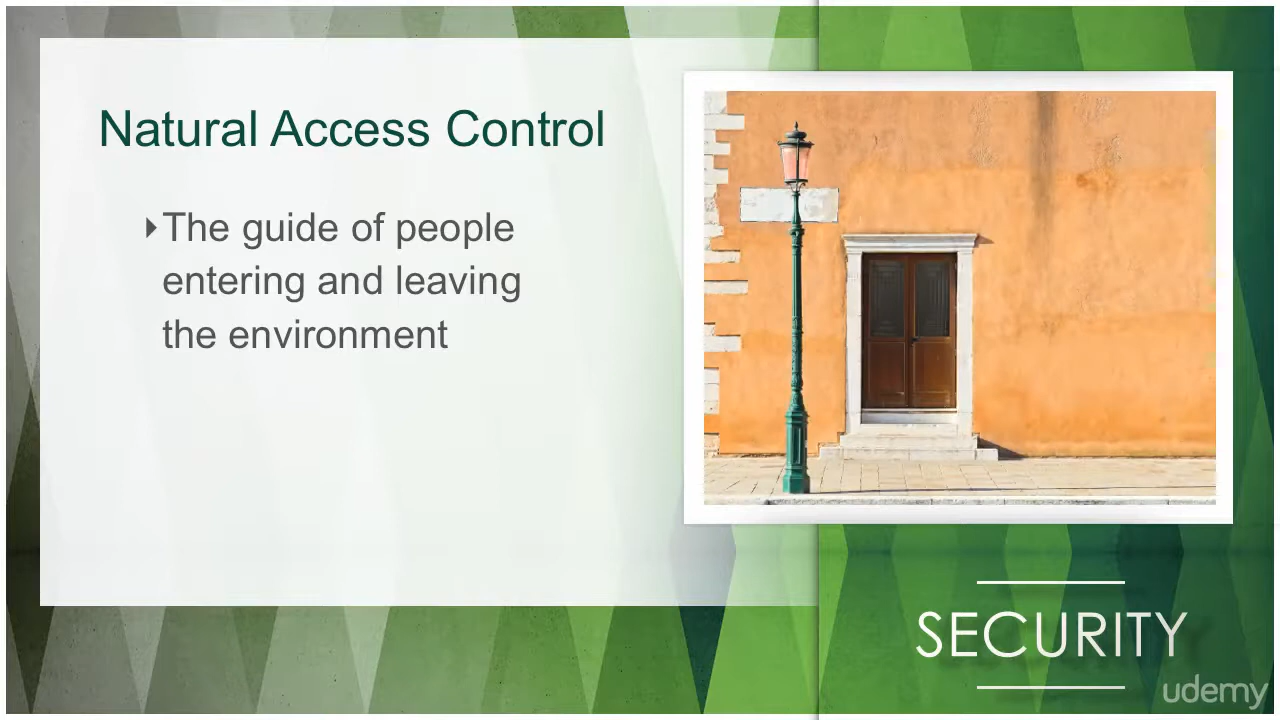 Natural Access Control
The guide of people
entering and leaving
the environment
SECURITY
udemy